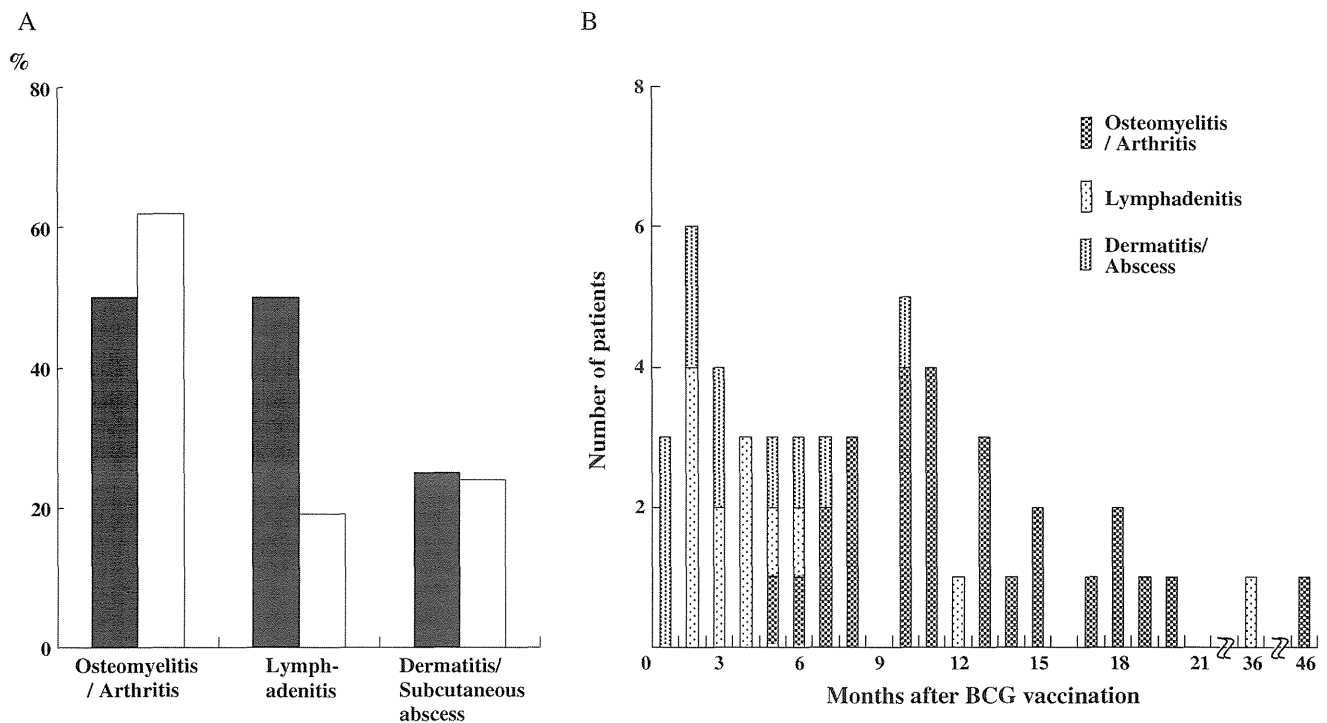 A
%
80
60
40
20
0
Osteomyelitis
/ Arthritis
Lymph-
adenitis
Dermatitis/
Subcutaneous
abscess
B
Number of patients
8
6
4
2
0 3 6 9 12 15 18 21 36 46
Months after BCG vaccination
Osteomyelitis
/ Arthritis
Lymphadenitis
Dermatitis/
Abscess